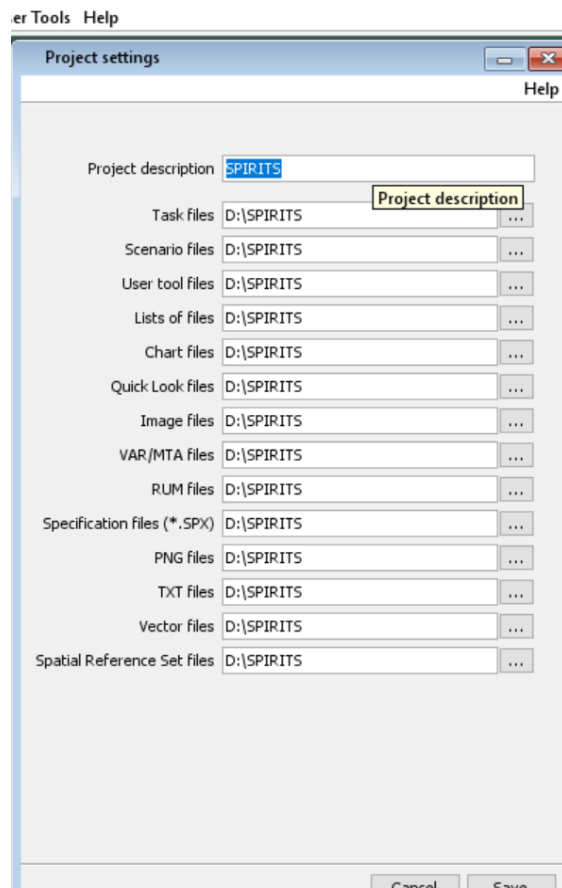 er Tools Help
Project settings
Help
Project description SPIRITS
Project description
Task files D:\SPIRITS ...
Scenario files D:\SPIRITS ...
User tool files D:\SPIRITS ...
Lists of files D:\SPIRITS ...
Chart files D:\SPIRITS ...
Quick Look files D:\SPIRITS ...
Image files D:\SPIRITS ...
VAR/MTA files D:\SPIRITS ...
RUM files D:\SPIRITS ...
Specification files (*.SPX) D:\SPIRITS ...
PNG files D:\SPIRITS ...
TXT files D:\SPIRITS ...
Vector files D:\SPIRITS ...
Spatial Reference Set files D:\SPIRITS ...
Cancel Save